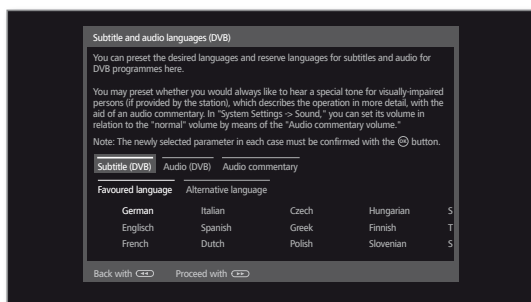 Subtitle and audio languages (DVB)
You can preset the desired languages and reserve languages for subtitles and audio for
DVB programmes here.
You may preset whether you would always like to hear a special tone for visually-impaired
persons (if provided by the station), which describes the operation in more detail, with the
aid of an audio commentary. In "System Settings -> Sound," you can set its volume in
relation to the "normal" volume by means of the "Audio commentary volume."
Note: The newly selected parameter in each case must be confirmed with the OK button.
Subtitle (DVB) Audio (DVB) Audio commentary
Favoured language Alternative language
German Italian Czech Hungarian S
Englisch Spanish Greek Finnish T
French Dutch Polish Slovenian S
Back with Proceed with